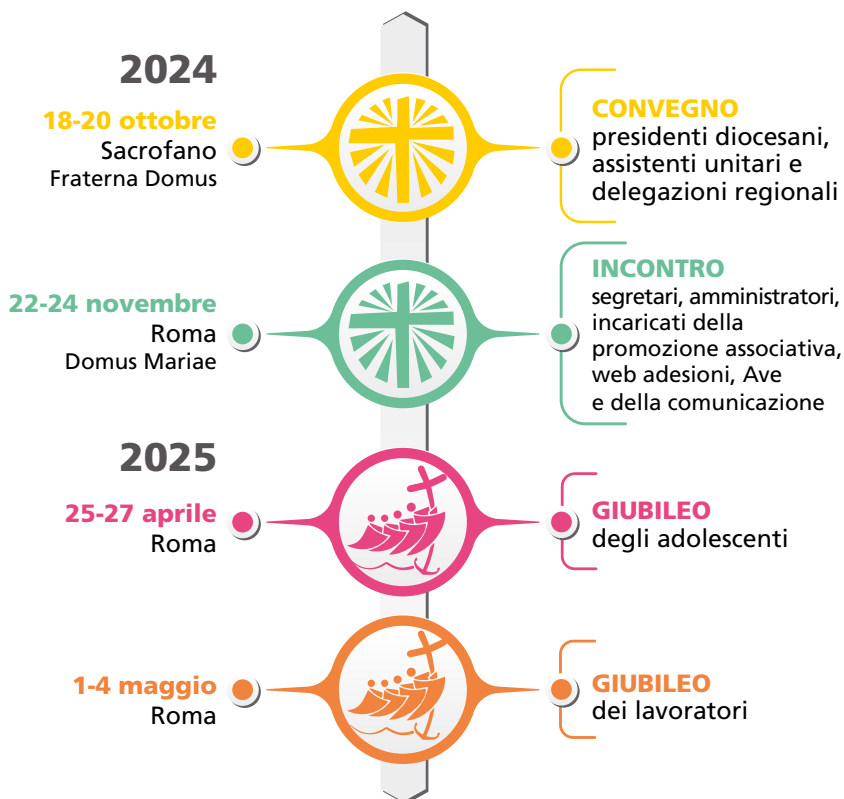 2024
18-20 ottobre
Sacrofano
Fraterna Domus
CONVEGNO
presidenti diocesani,
assistenti unitari e
delegazioni regionali
22-24 novembre
Roma
Domus Mariae
INCONTRO
segretari, amministratori,
incaricati della
promozione associativa,
web adesioni, Ave
e della comunicazione
2025
25-27 aprile
Roma
GIUBILEO
degli adolescenti
1-4 maggio
Roma
GIUBILEO
dei lavoratori